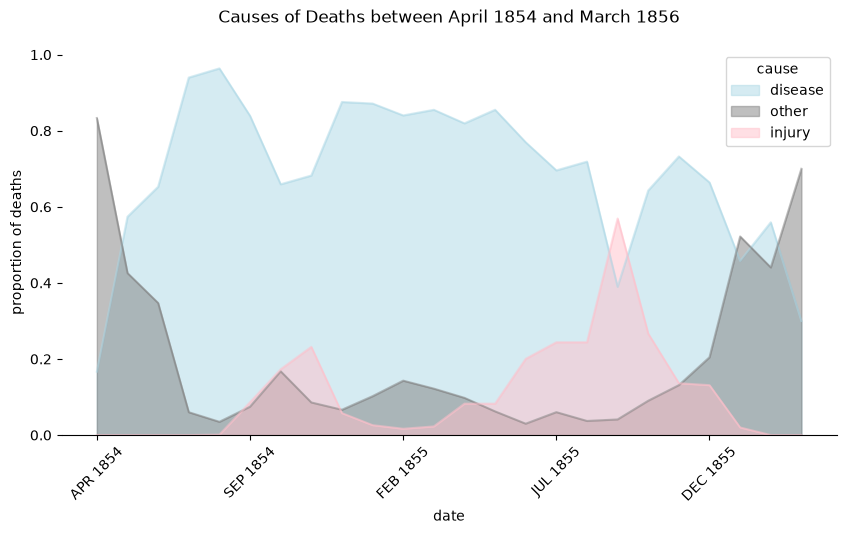 Causes of Deaths between April 1854 and March 1856
cause
disease
other
injury
proportion of deaths
1.0
0.8
0.6
0.4
0.2
0.0
APR 1854
SEP 1854
FEB 1855
JUL 1855
DEC 1855
date